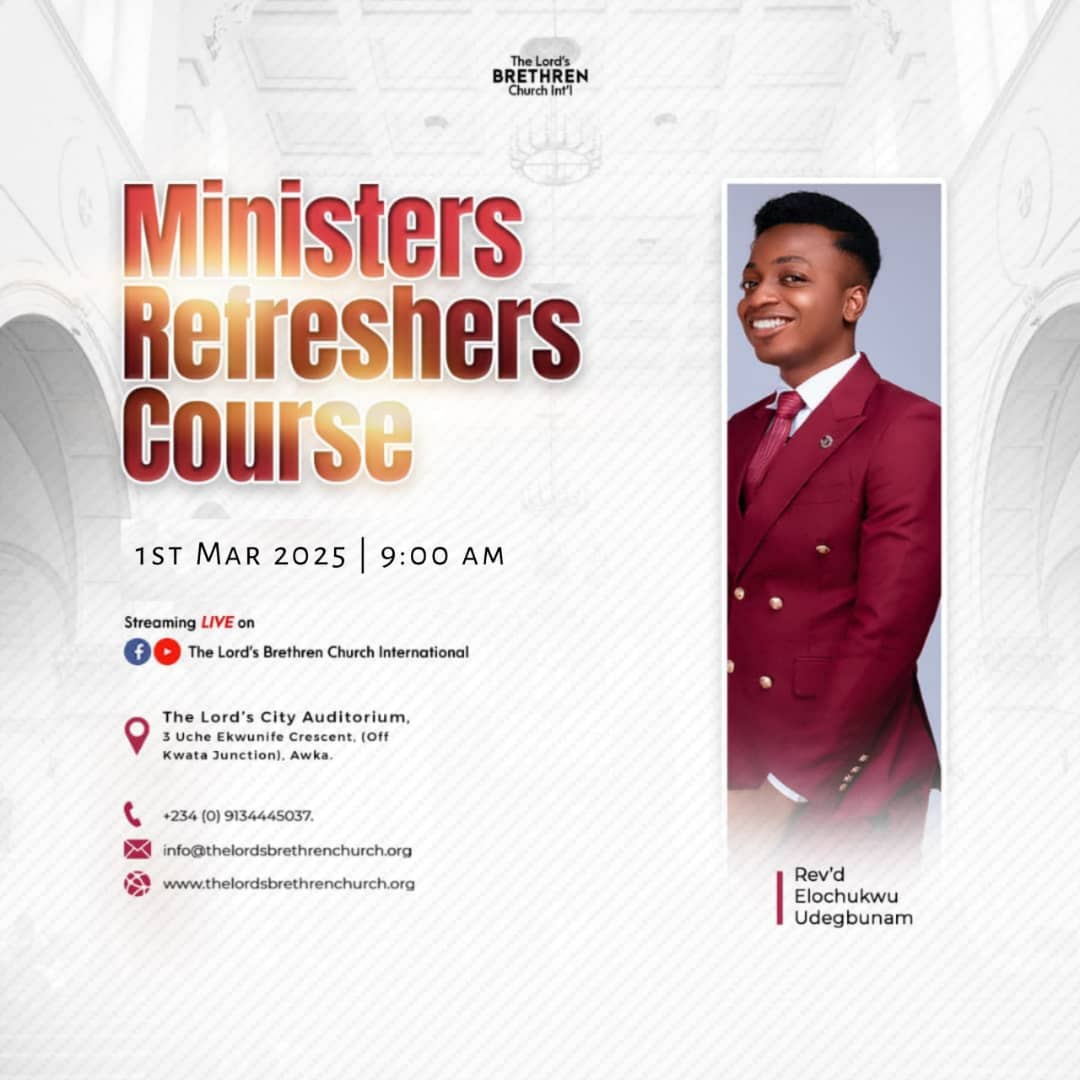 The Lord's
BRETHREN
Church Int'l
Ministers
Refreshers
Course
1ST MAR 2025 | 9:00 AM
Streaming LIVE on
The Lord's Brethren Church International
The Lord's City Auditorium,
3 Uche Ekwunife Crescent, (Off
Kwata Junction), Awka.
+234 (0) 9134445037.
info@thelordsbrethrenchurch.org
www.thelordsbrethrenchurch.org
Rev'd
Elochukwu
Udegbunam